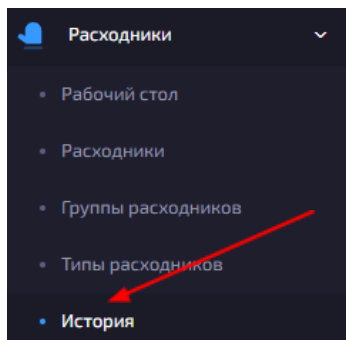 Расходники
Рабочий стол
Расходники
Группы расходников
Типы расходников
История